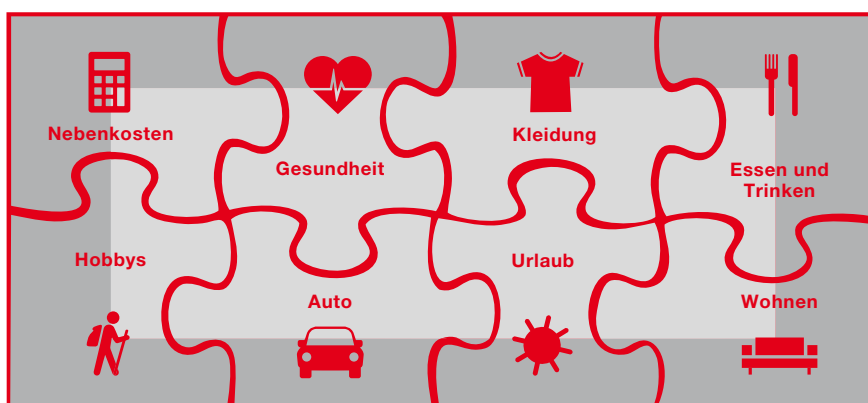 Nebenkosten
Gesundheit
Kleidung
Essen und
Trinken
Hobbys
Auto
Urlaub
Wohnen